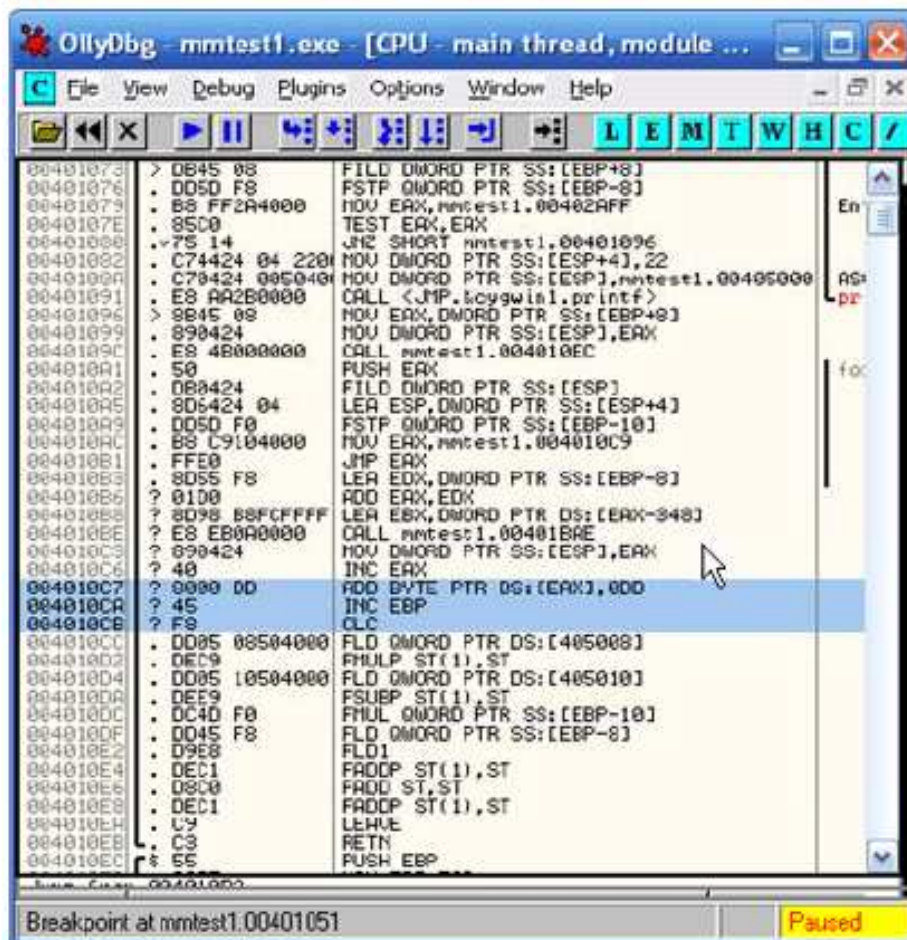 OllyDbg - mmtest1.exe - [CPU - main thread, module ...
C File View Debug Plugins Options Window Help
L E M T W H C /
00401073 > DB45 08 FILD DWORD PTR SS:[EBP+8]
00401076 . DD5D F8 FSTP QWORD PTR SS:[EBP-8]
00401079 . B8 FF2A4000 MOV EAX,mmtest1.00402AFF
0040107E . 85C0 TEST EAX,EAX
00401080 . 75 14 JNZ SHORT mmtest1.00401096
00401082 . C74424 04 220 MOV DWORD PTR SS:[ESP+4],22
0040108A . C70424 005040 MOV DWORD PTR SS:[ESP],mmtest1.00405000
00401091 . E8 AA2B0000 CALL <JMP.&cygwin1.printf>
00401096 > 8B45 08 MOV EAX,DWORD PTR SS:[EBP+8]
00401099 . 890424 MOV DWORD PTR SS:[ESP],EAX
0040109C . E8 4B000000 CALL mmtest1.004010EC
004010A1 . 50 PUSH EAX
004010A2 . DB0424 FILD DWORD PTR SS:[ESP]
004010A5 . 8D6424 04 LEA ESP,DWORD PTR SS:[ESP+4]
004010A9 . DD5D F0 FSTP QWORD PTR SS:[EBP-10]
004010AC . B8 C9104000 MOV EAX,mmtest1.004010C9
004010B1 . FFE0 JMP EAX
004010B3 . 8D55 F8 LEA EDX,DWORD PTR SS:[EBP-8]
004010B6 ? 01D0 ADD EAX,EDX
004010B8 ? 8D98 B8FCFFFF LEA EBX,DWORD PTR DS:[EAX-348]
004010BE ? E8 EB0A0000 CALL mmtest1.00401BAE
004010C3 ? 890424 MOV DWORD PTR SS:[ESP],EAX
004010C6 ? 40 INC EAX
004010C7 ? 8000 DD ADD BYTE PTR DS:[EAX],0DD
004010CA ? 45 INC EBP
004010CB ? F8 CLC
004010CC . DD05 08504000 FLD QWORD PTR DS:[405008]
004010D2 . DEC9 FMULP ST(1),ST
004010D4 . DD05 10504000 FLD QWORD PTR DS:[405010]
004010DA . DEE9 FSUBP ST(1),ST
004010DC . DC4D F0 FMUL QWORD PTR SS:[EBP-10]
004010DF . DD45 F8 FLD QWORD PTR SS:[EBP-8]
004010E2 . D9E8 FLD1
004010E4 . DEC1 FADDP ST(1),ST
004010E6 . D8C0 FADD ST,ST
004010E8 . DEC1 FADDP ST(1),ST
004010EA . C9 LEAVE
004010EB . C3 RETN
004010EC $ 55 PUSH EBP
En
AS
pr
fo
Breakpoint at mmtest1.00401051
Paused